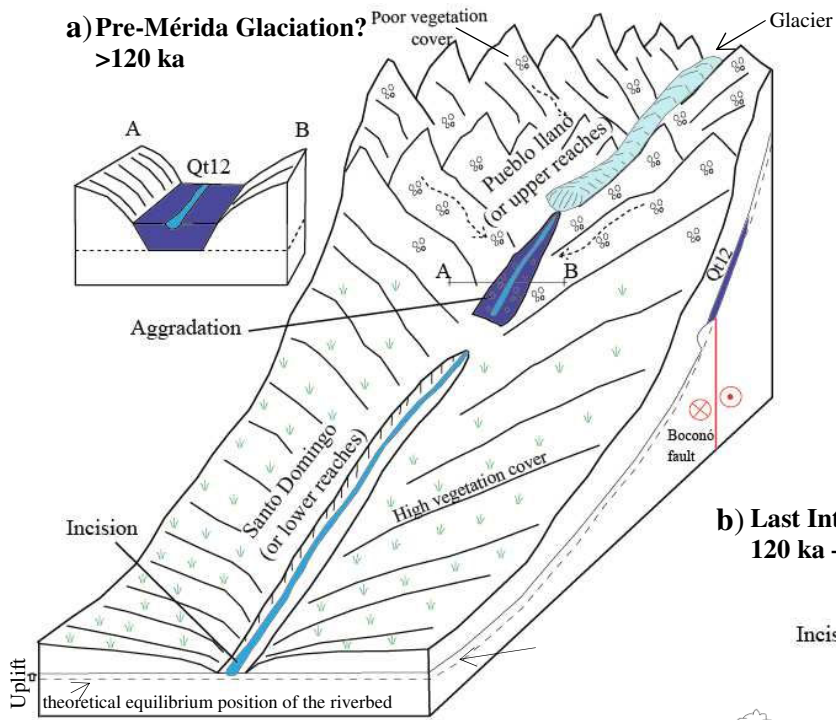 a) Pre-Mérida Glaciation?
>120 ka
Poor vegetation
cover
Glacier
A
B
Qt12
Pueblo llano
(or upper reaches)
A
B
Qt12
Aggradation
Boconó
fault
Santo Domingo
(or lower reaches)
High vegetation cover
Incision
b) Last Int
120 ka -
Incis
Uplift
theoretical equilibrium position of the riverbed